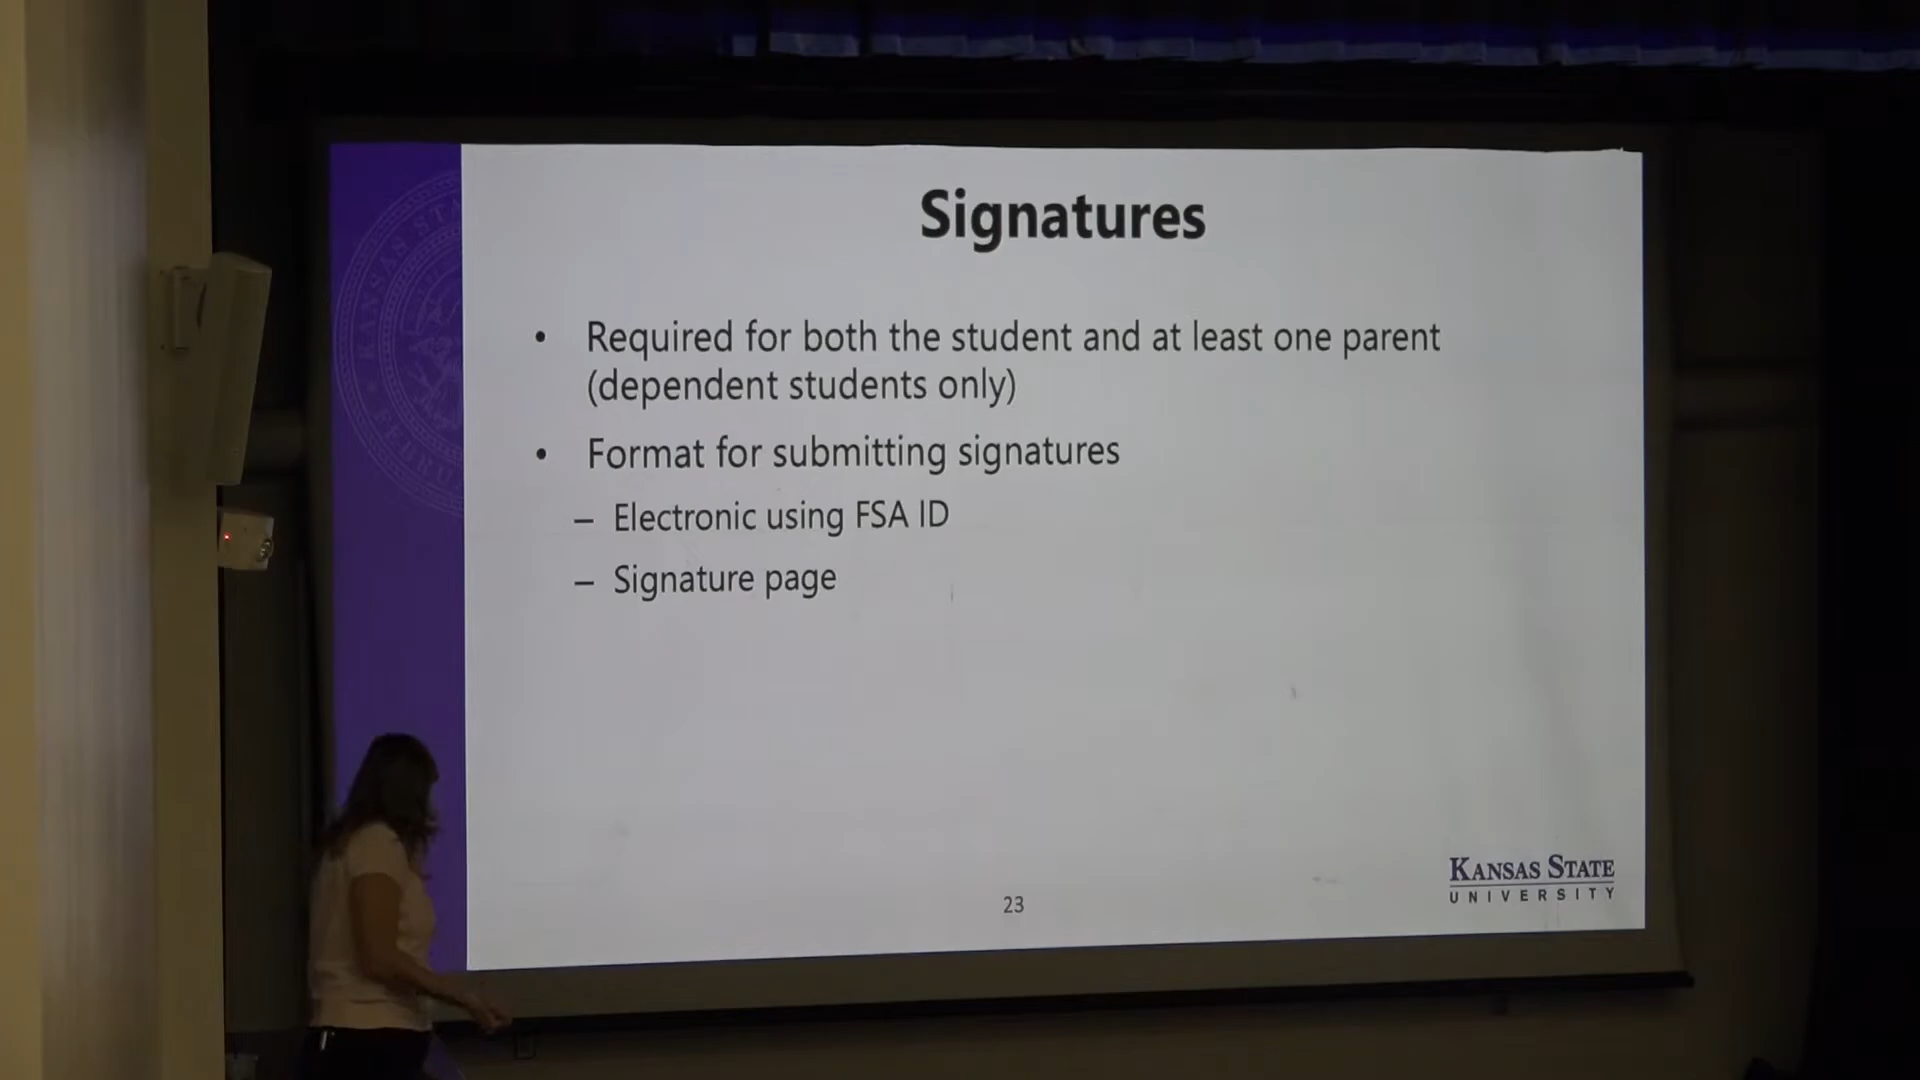 Signatures
• Required for both the student and at least one parent
(dependent students only)
• Format for submitting signatures
– Electronic using FSA ID
– Signature page
23
KANSAS STATE
UNIVERSITY